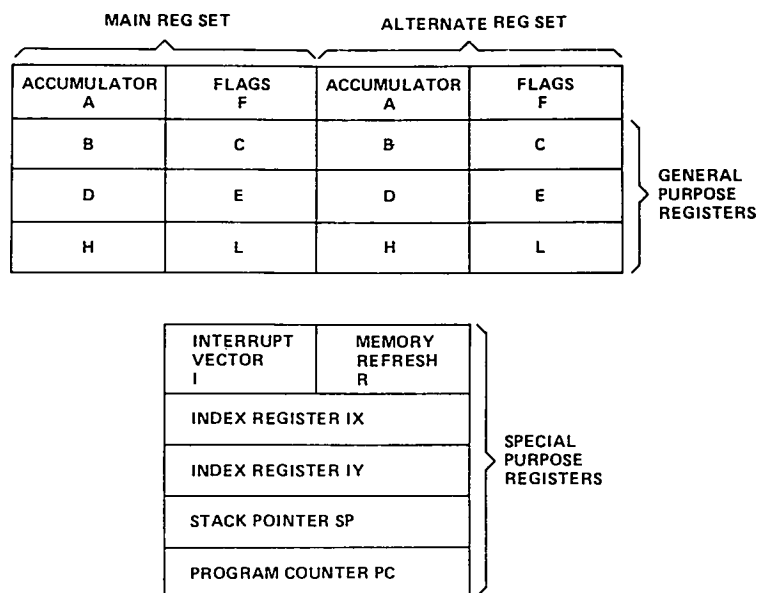 MAIN REG SET
ALTERNATE REG SET
ACCUMULATOR
A
FLAGS
F
ACCUMULATOR
A
FLAGS
F
B
C
B
C
D
E
D
E
H
L
H
L
GENERAL
PURPOSE
REGISTERS
INTERRUPT
VECTOR
I
MEMORY
REFRESH
R
INDEX REGISTER IX
INDEX REGISTER IY
STACK POINTER SP
PROGRAM COUNTER PC
SPECIAL
PURPOSE
REGISTERS